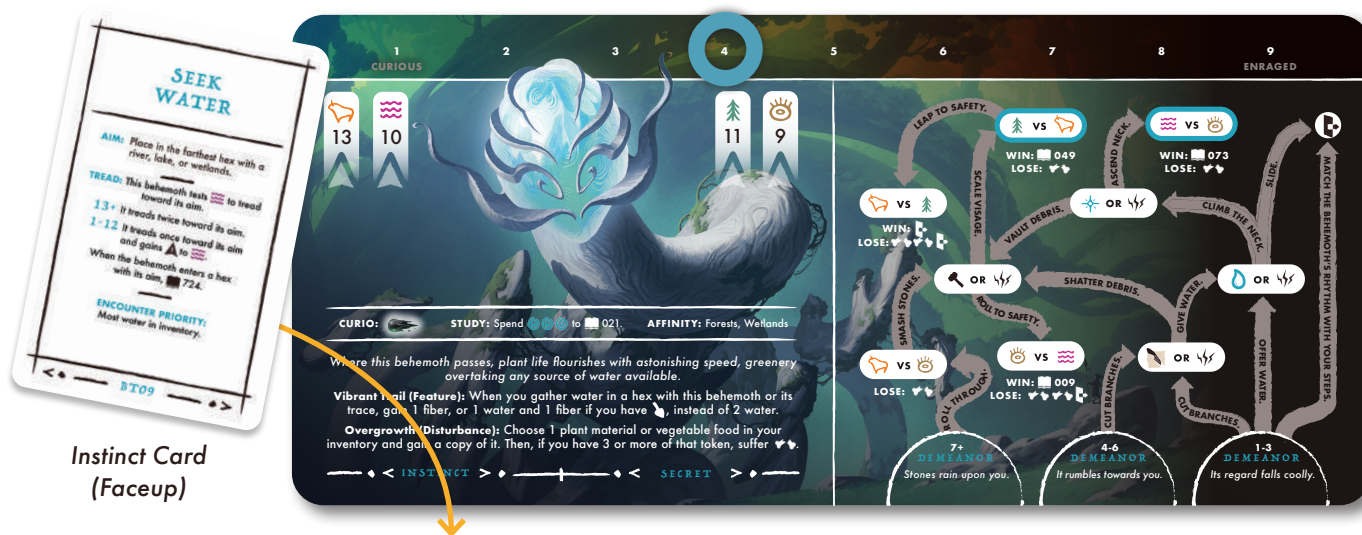 SEEK
WATER
AIM: Place in the farthest hex with a
river, lake, or wetlands.
TREAD: This behemoth tests to tread
toward its aim.
13+ It treads twice toward its aim.
1-12 It treads once toward its aim
and gains to
When the behemoth enters a hex
with its aim, 724.
ENCOUNTER PRIORITY:
Most water in inventory.
BT09
Instinct Card
(Faceup)
1 2 3 4 5 6 7 8 9
CURIOUS ENRAGED
13 10 11 9
CURIO: STUDY: Spend to 021. AFFINITY: Forests, Wetlands
Where this behemoth passes, plant life flourishes with astonishing speed, greenery
overtaking any source of water available.
Vibrant Trail (Feature): When you gather water in a hex with this behemoth or its
trace, gain 1 fiber, or 1 water and 1 fiber if you have , instead of 2 water.
Overgrowth (Disturbance): Choose 1 plant material or vegetable food in your
inventory and gain a copy of it. Then, if you have 3 or more of that token, suffer .
< INSTINCT > < SECRET >
LEAP TO SAFETY.
VS
WIN: 049
LOSE:
ASCEND NECK.
VS
WIN: 073
LOSE:
SLIDE.
MATCH THE BEHEMOTH'S RHYTHM WITH YOUR STEPS.
VS
WIN:
LOSE:
SCALE VISAGE.
VAULT DEBRIS.
OR
CLIMB THE NECK.
OR
SHATTER DEBRIS.
OR
SMASH STONES.
ROLL TO SAFETY.
GIVE WATER.
VS
LOSE:
VS
WIN: 009
LOSE:
OR
ROLL THROUGH.
CUT BRANCHES.
CUT BRANCHES.
OFFER WATER.
7+
DEMEANOR
Stones rain upon you.
4-6
DEMEANOR
It rumbles towards you.
1-3
DEMEANOR
Its regard falls coolly.